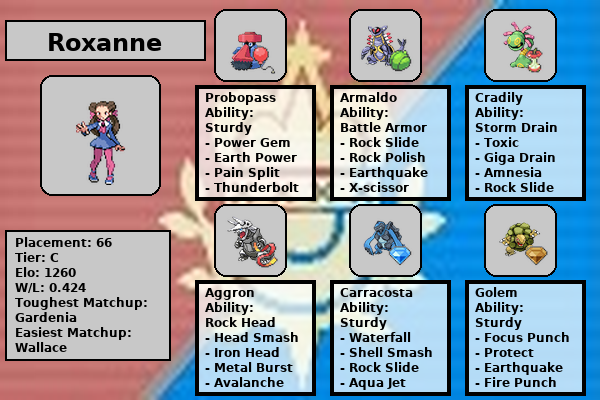 Roxanne
Probopass
Ability:
Sturdy
- Power Gem
- Earth Power
- Pain Split
- Thunderbolt
Armaldo
Ability:
Battle Armor
- Rock Slide
- Rock Polish
- Earthquake
- X-scissor
Cradily
Ability:
Storm Drain
- Toxic
- Giga Drain
- Amnesia
- Rock Slide
Placement: 66
Tier: C
Elo: 1260
W/L: 0.424
Toughest Matchup:
Gardenia
Easiest Matchup:
Wallace
Aggron
Ability:
Rock Head
- Head Smash
- Iron Head
- Metal Burst
- Avalanche
Carracosta
Ability:
Sturdy
- Waterfall
- Shell Smash
- Rock Slide
- Aqua Jet
Golem
Ability:
Sturdy
- Focus Punch
- Protect
- Earthquake
- Fire Punch